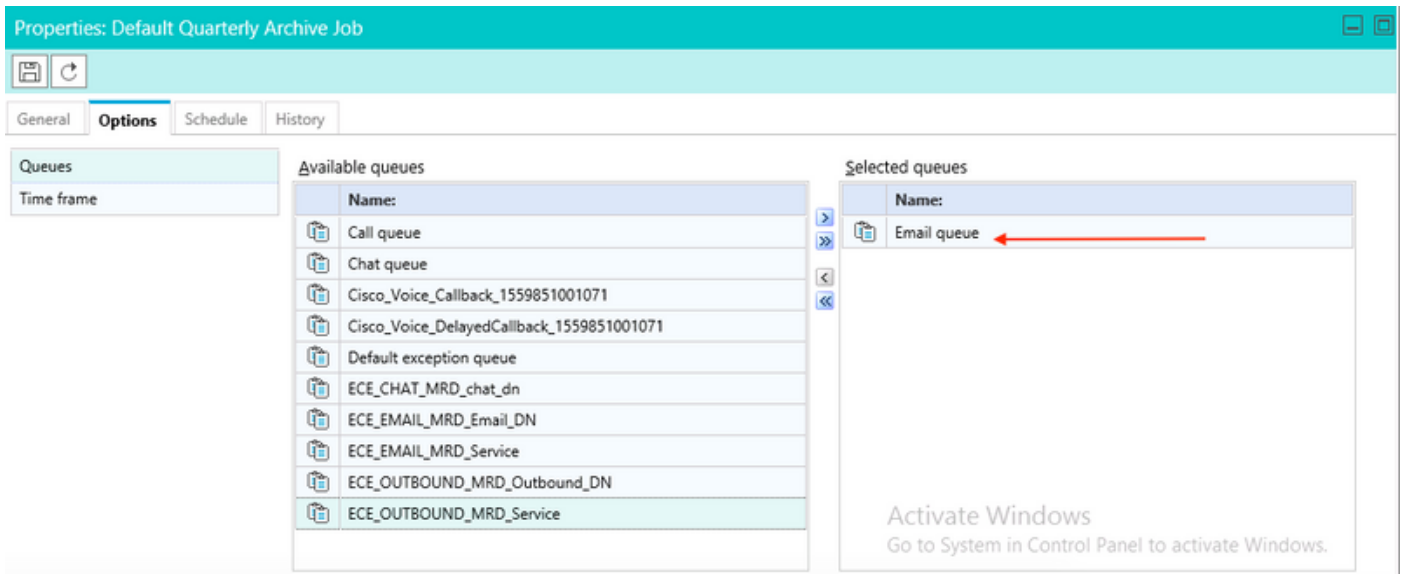 Properties: Default Quarterly Archive Job
General Options Schedule History
Queues
Time frame
Available queues
Name:
Call queue
Chat queue
Cisco_Voice_Callback_1559851001071
Cisco_Voice_DelayedCallback_1559851001071
Default exception queue
ECE_CHAT_MRD_chat_dn
ECE_EMAIL_MRD_Email_DN
ECE_EMAIL_MRD_Service
ECE_OUTBOUND_MRD_Outbound_DN
ECE_OUTBOUND_MRD_Service
Selected queues
Name:
Email queue
Activate Windows
Go to System in Control Panel to activate Windows.